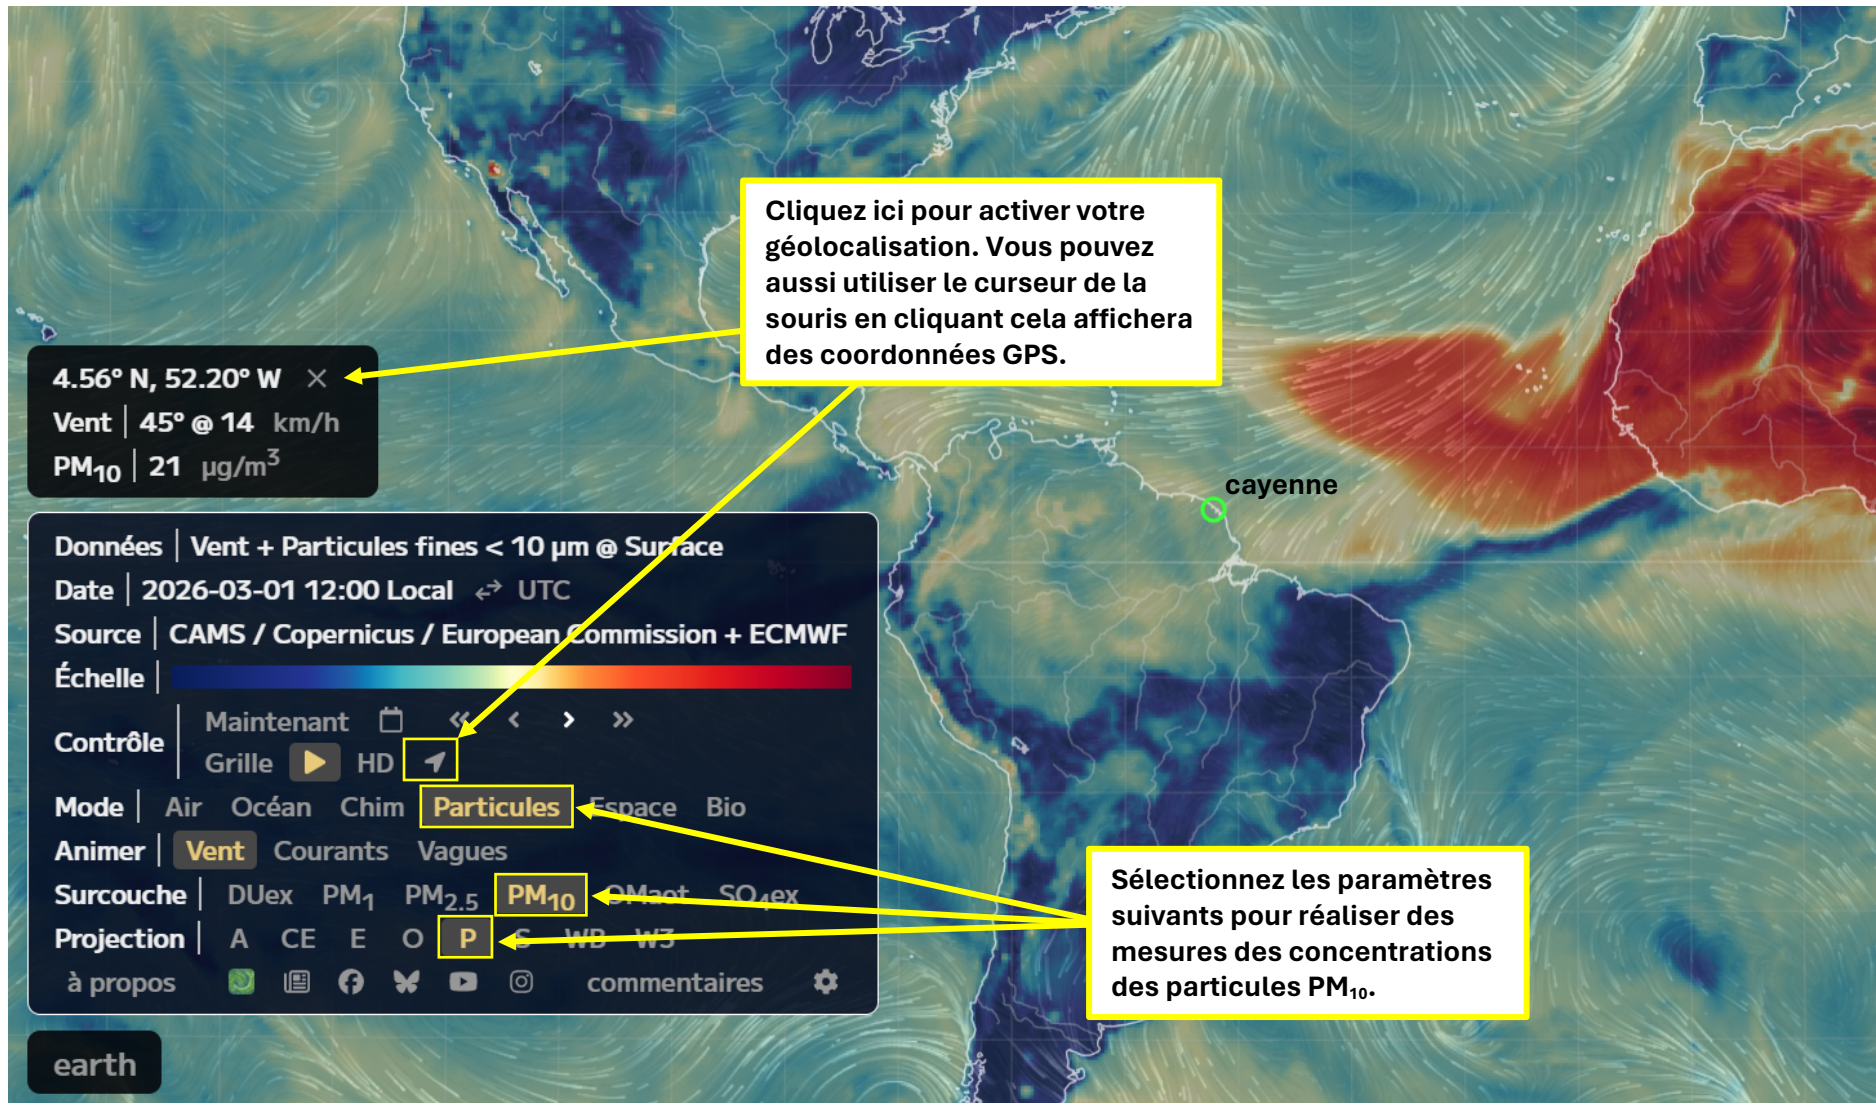 Cliquez ici pour activer votre
géolocalisation. Vous pouvez
aussi utiliser le curseur de la
souris en cliquant cela affichera
des coordonnées GPS.
4.56° N, 52.20° W ×
Vent | 45° @ 14 km/h
PM₁₀ | 21 µg/m³
cayenne
Données | Vent + Particules fines < 10 µm @ Surface
Date | 2026-03-01 12:00 Local ⇄ UTC
Source | CAMS / Copernicus / European Commission + ECMWF
Échelle |
Contrôle | Maintenant « ‹ › »
Grille HD
Mode | Air Océan Chim Particules Espace Bio
Animer | Vent Courants Vagues
Surcouche | DUex PM₁ PM₂.₅ PM₁₀ OMaot SO₄ex
Projection | A CE E O P S WB W3
à propos commentaires
Sélectionnez les paramètres
suivants pour réaliser des
mesures des concentrations
des particules PM₁₀.
earth